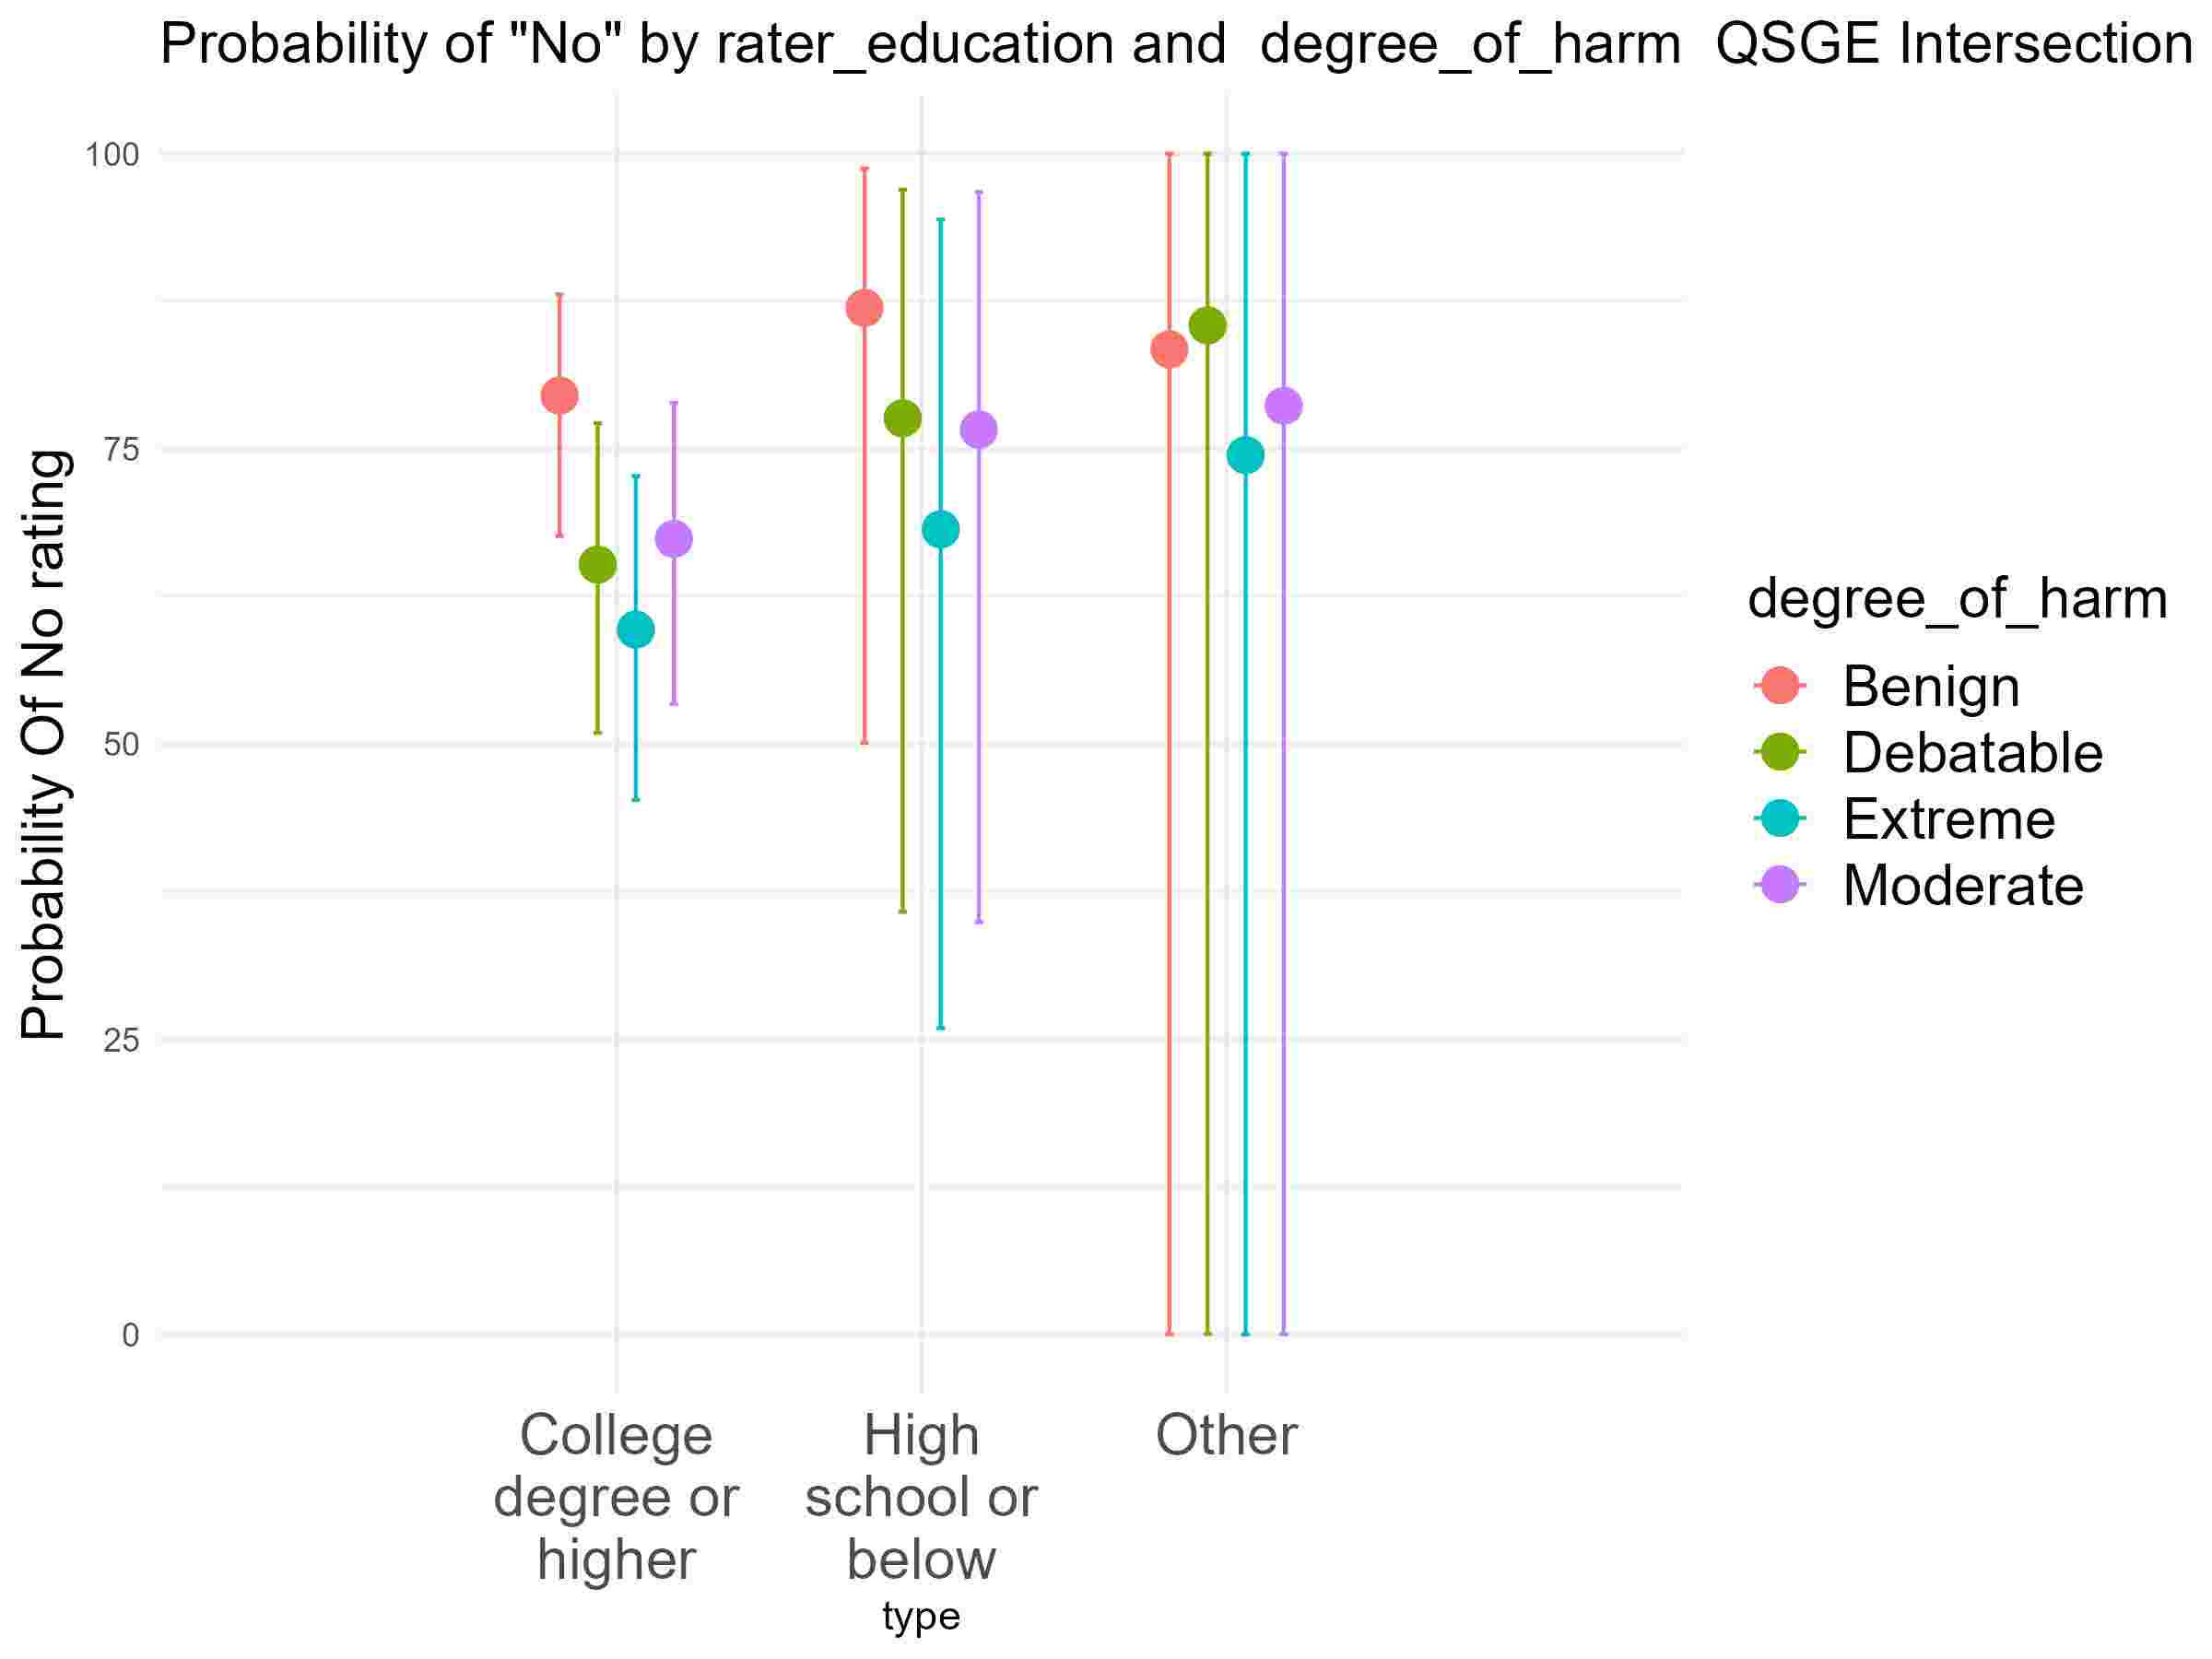 Probability of "No" by rater_education and  degree_of_harm  QSGE Intersection
Probability Of No rating
100
75
50
25
0
College
degree or
higher
High
school or
below
Other
type
degree_of_harm
Benign
Debatable
Extreme
Moderate